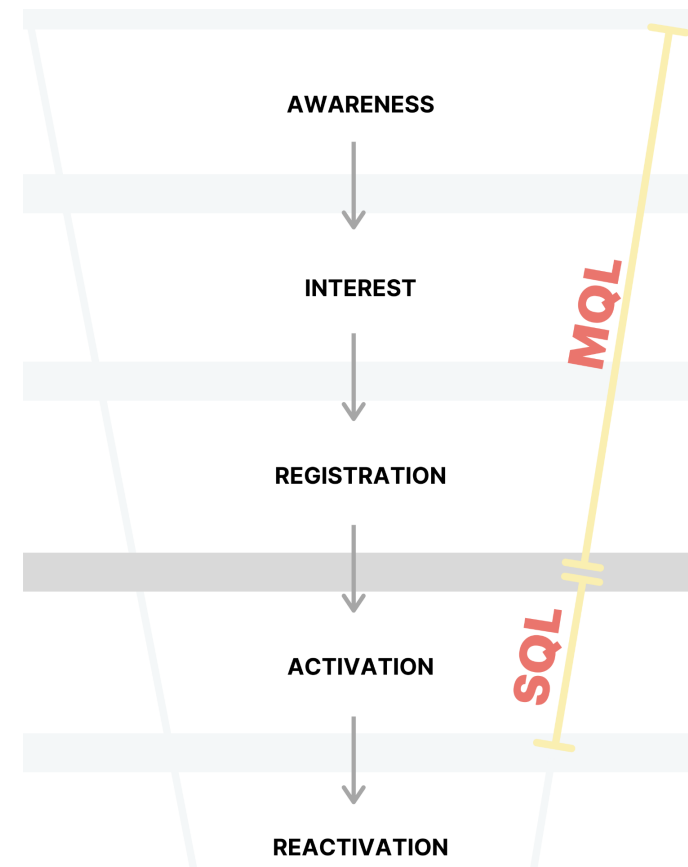 AWARENESS
INTEREST
MQL
REGISTRATION
SQL
ACTIVATION
REACTIVATION